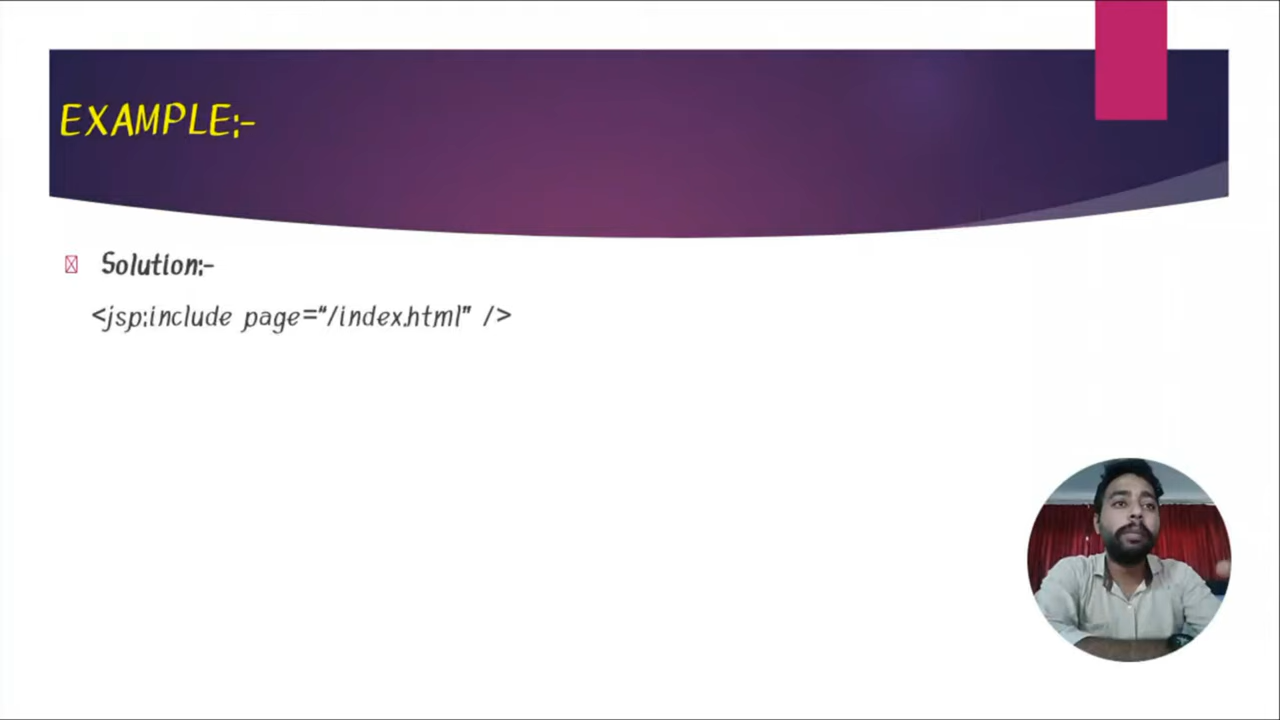 EXAMPLE:-
Solution:-
<jsp:include page="/index.html" />